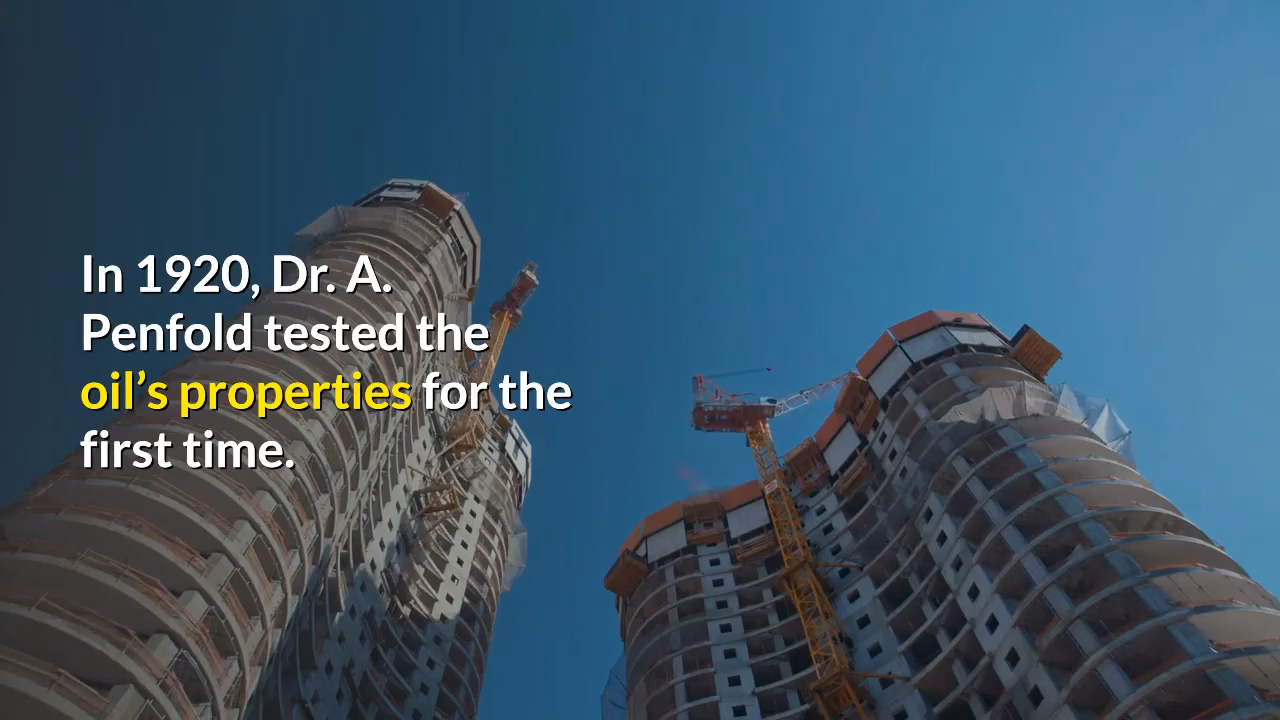 In 1920, Dr. A.
Penfold tested the
oil’s properties for the
first time.